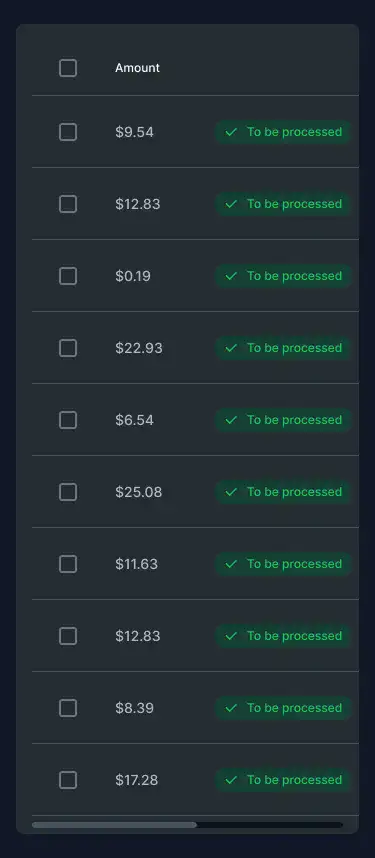 Amount
$9.54 To be processed
$12.83 To be processed
$0.19 To be processed
$22.93 To be processed
$6.54 To be processed
$25.08 To be processed
$11.63 To be processed
$12.83 To be processed
$8.39 To be processed
$17.28 To be processed